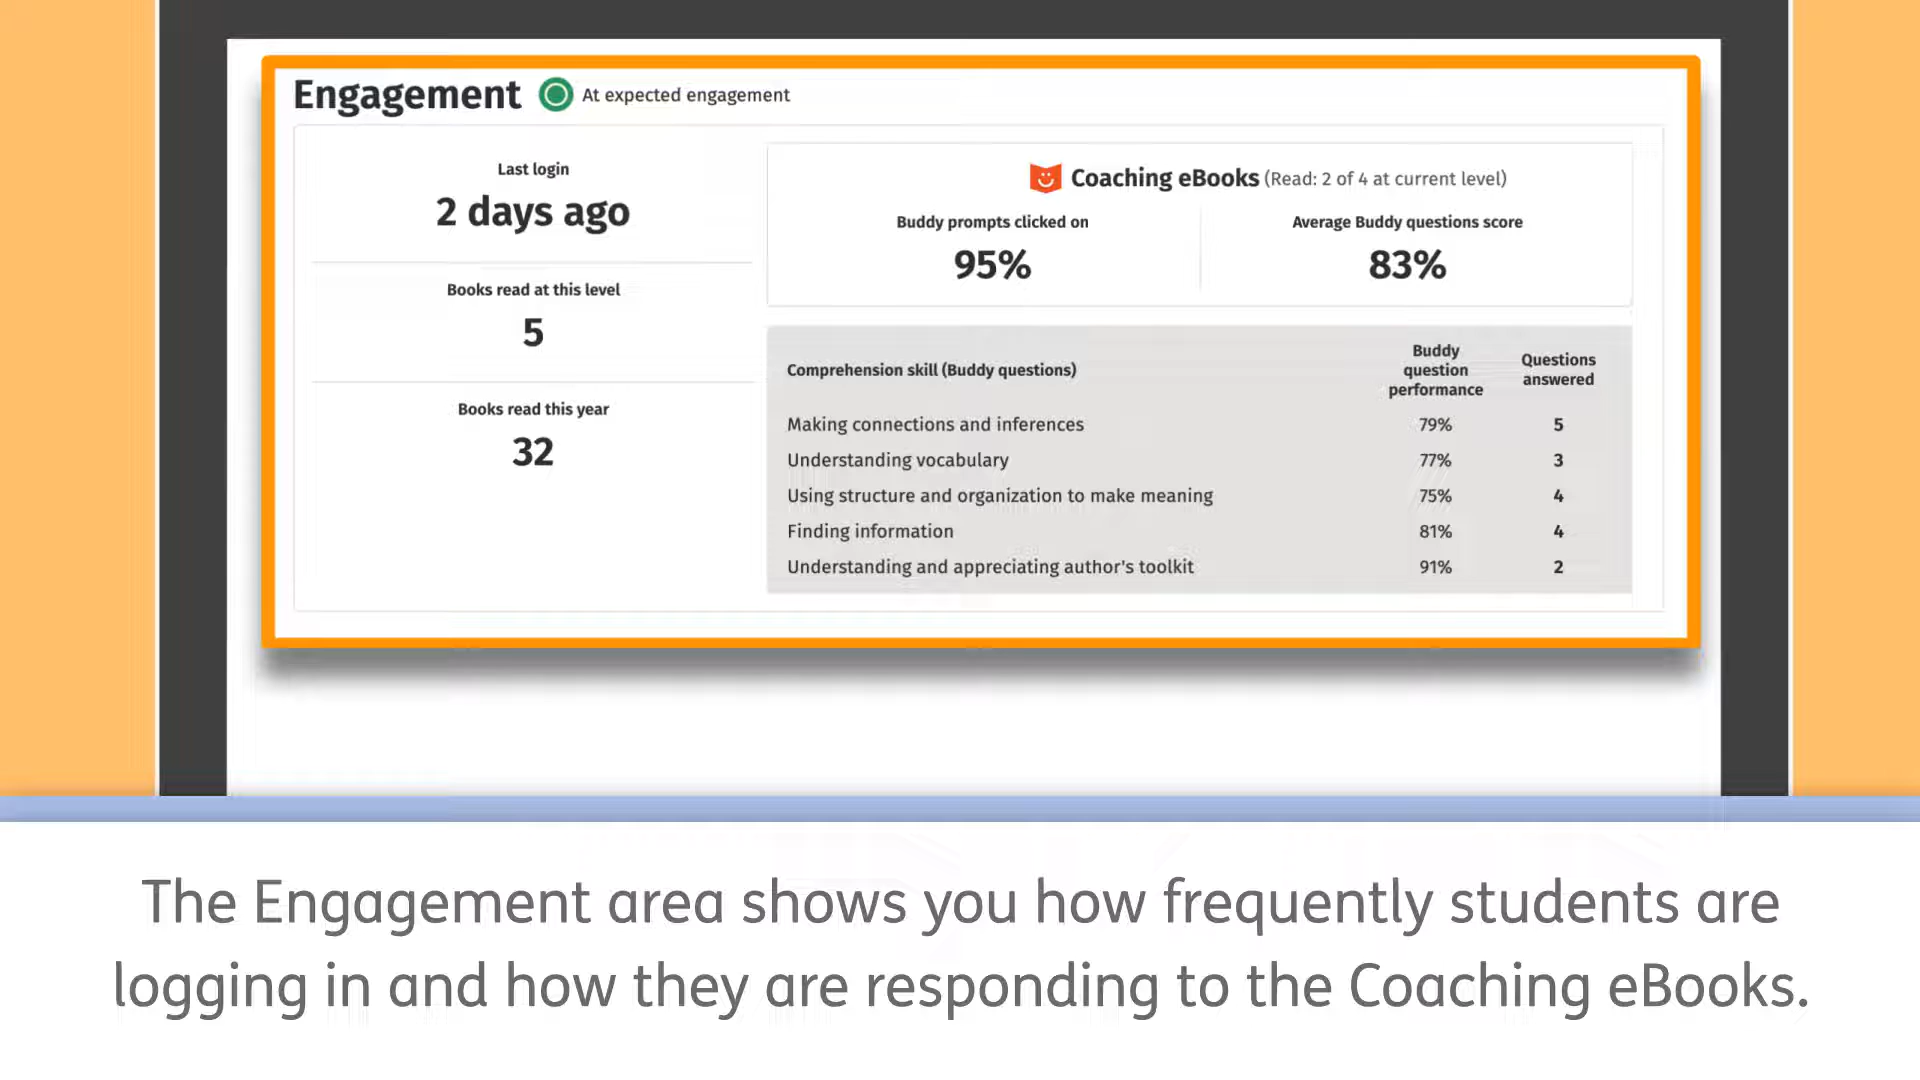 Engagement At expected engagement
Last login
2 days ago
Books read at this level
5
Books read this year
32
Coaching eBooks (Read: 2 of 4 at current level)
Buddy prompts clicked on
95%
Average Buddy questions score
83%
Comprehension skill (Buddy questions)
Buddy
question
performance
Questions
answered
Making connections and inferences 79% 5
Understanding vocabulary 77% 3
Using structure and organization to make meaning 75% 4
Finding information 81% 4
Understanding and appreciating author's toolkit 91% 2
The Engagement area shows you how frequently students are
logging in and how they are responding to the Coaching eBooks.